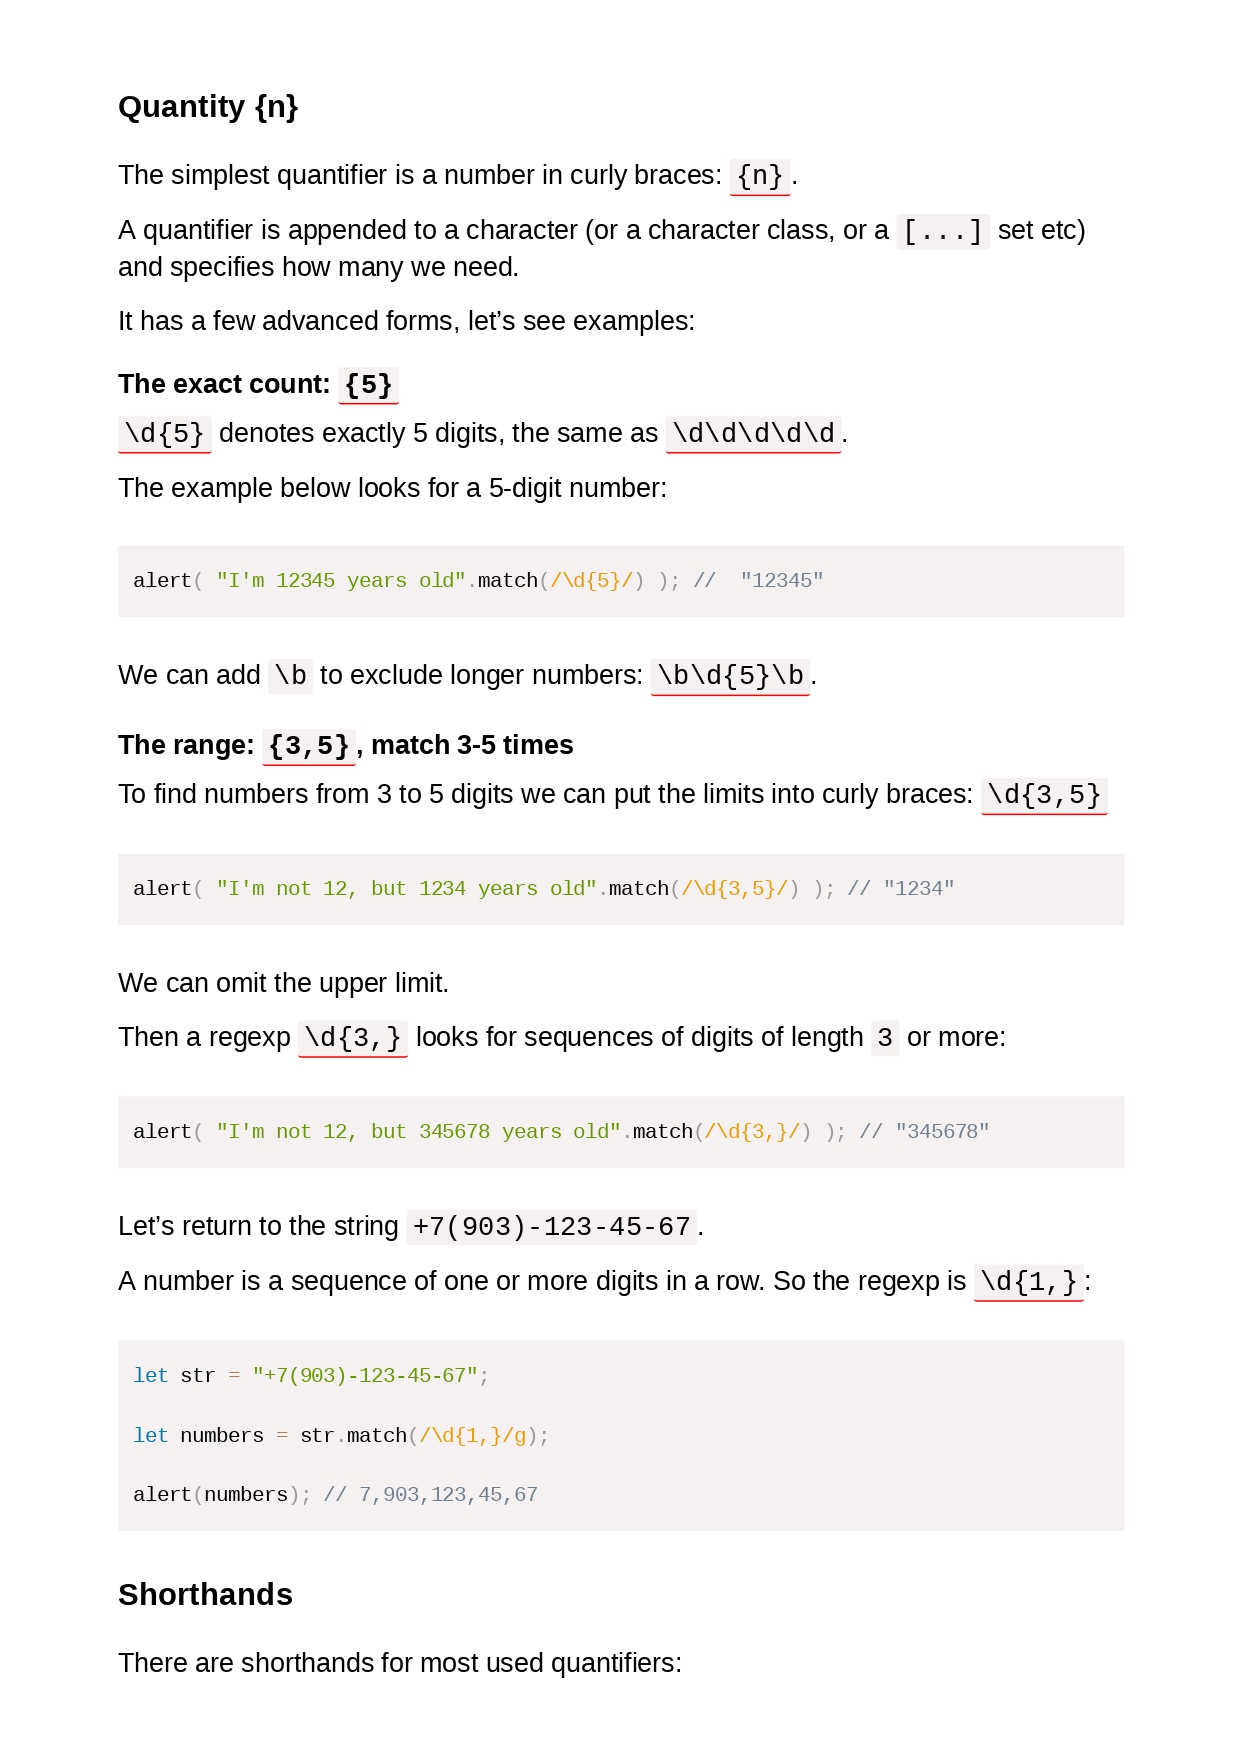 Quantity {n}
The simplest quantifier is a number in curly braces: {n}.
A quantifier is appended to a character (or a character class, or a [...] set etc)
and specifies how many we need.
It has a few advanced forms, let’s see examples:
The exact count: {5}
\d{5} denotes exactly 5 digits, the same as \d\d\d\d\d.
The example below looks for a 5-digit number:
alert( "I'm 12345 years old".match(/\d{5}/) ); //  "12345"
We can add \b to exclude longer numbers: \b\d{5}\b.
The range: {3,5}, match 3-5 times
To find numbers from 3 to 5 digits we can put the limits into curly braces: \d{3,5}
alert( "I'm not 12, but 1234 years old".match(/\d{3,5}/) ); // "1234"
We can omit the upper limit.
Then a regexp \d{3,} looks for sequences of digits of length 3 or more:
alert( "I'm not 12, but 345678 years old".match(/\d{3,}/) ); // "345678"
Let’s return to the string +7(903)-123-45-67.
A number is a sequence of one or more digits in a row. So the regexp is \d{1,}:
let str = "+7(903)-123-45-67";
let numbers = str.match(/\d{1,}/g);
alert(numbers); // 7,903,123,45,67
Shorthands
There are shorthands for most used quantifiers: